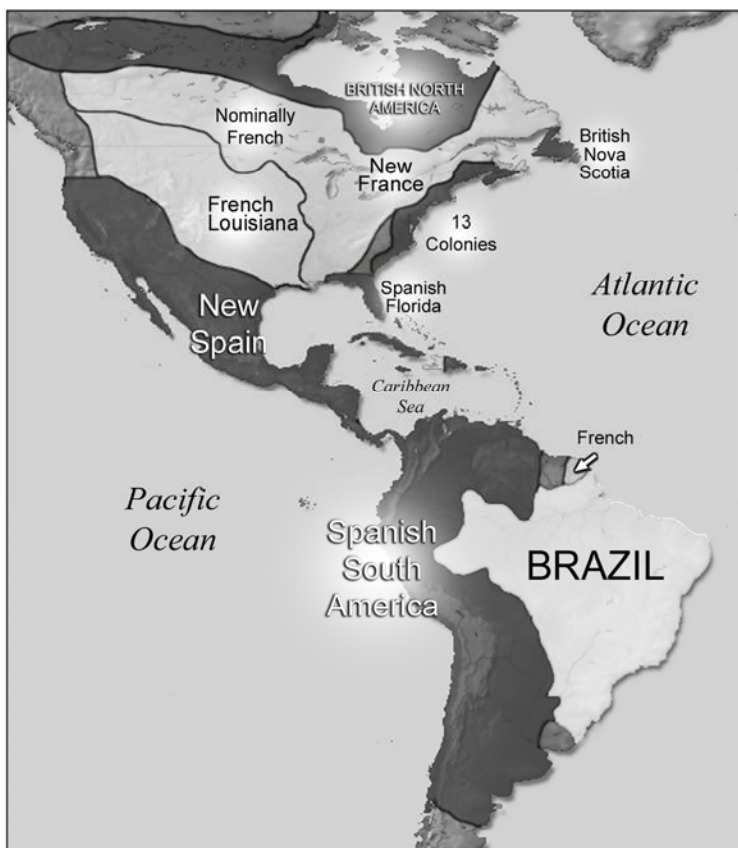 BRITISH NORTH
AMERICA
Nominally
French
British
Nova
Scotia
New
France
French
Louisiana
13
Colonies
Spanish
Florida
Atlantic
Ocean
New
Spain
Caribbean
Sea
French
Pacific
Ocean
Spanish
South
America
BRAZIL